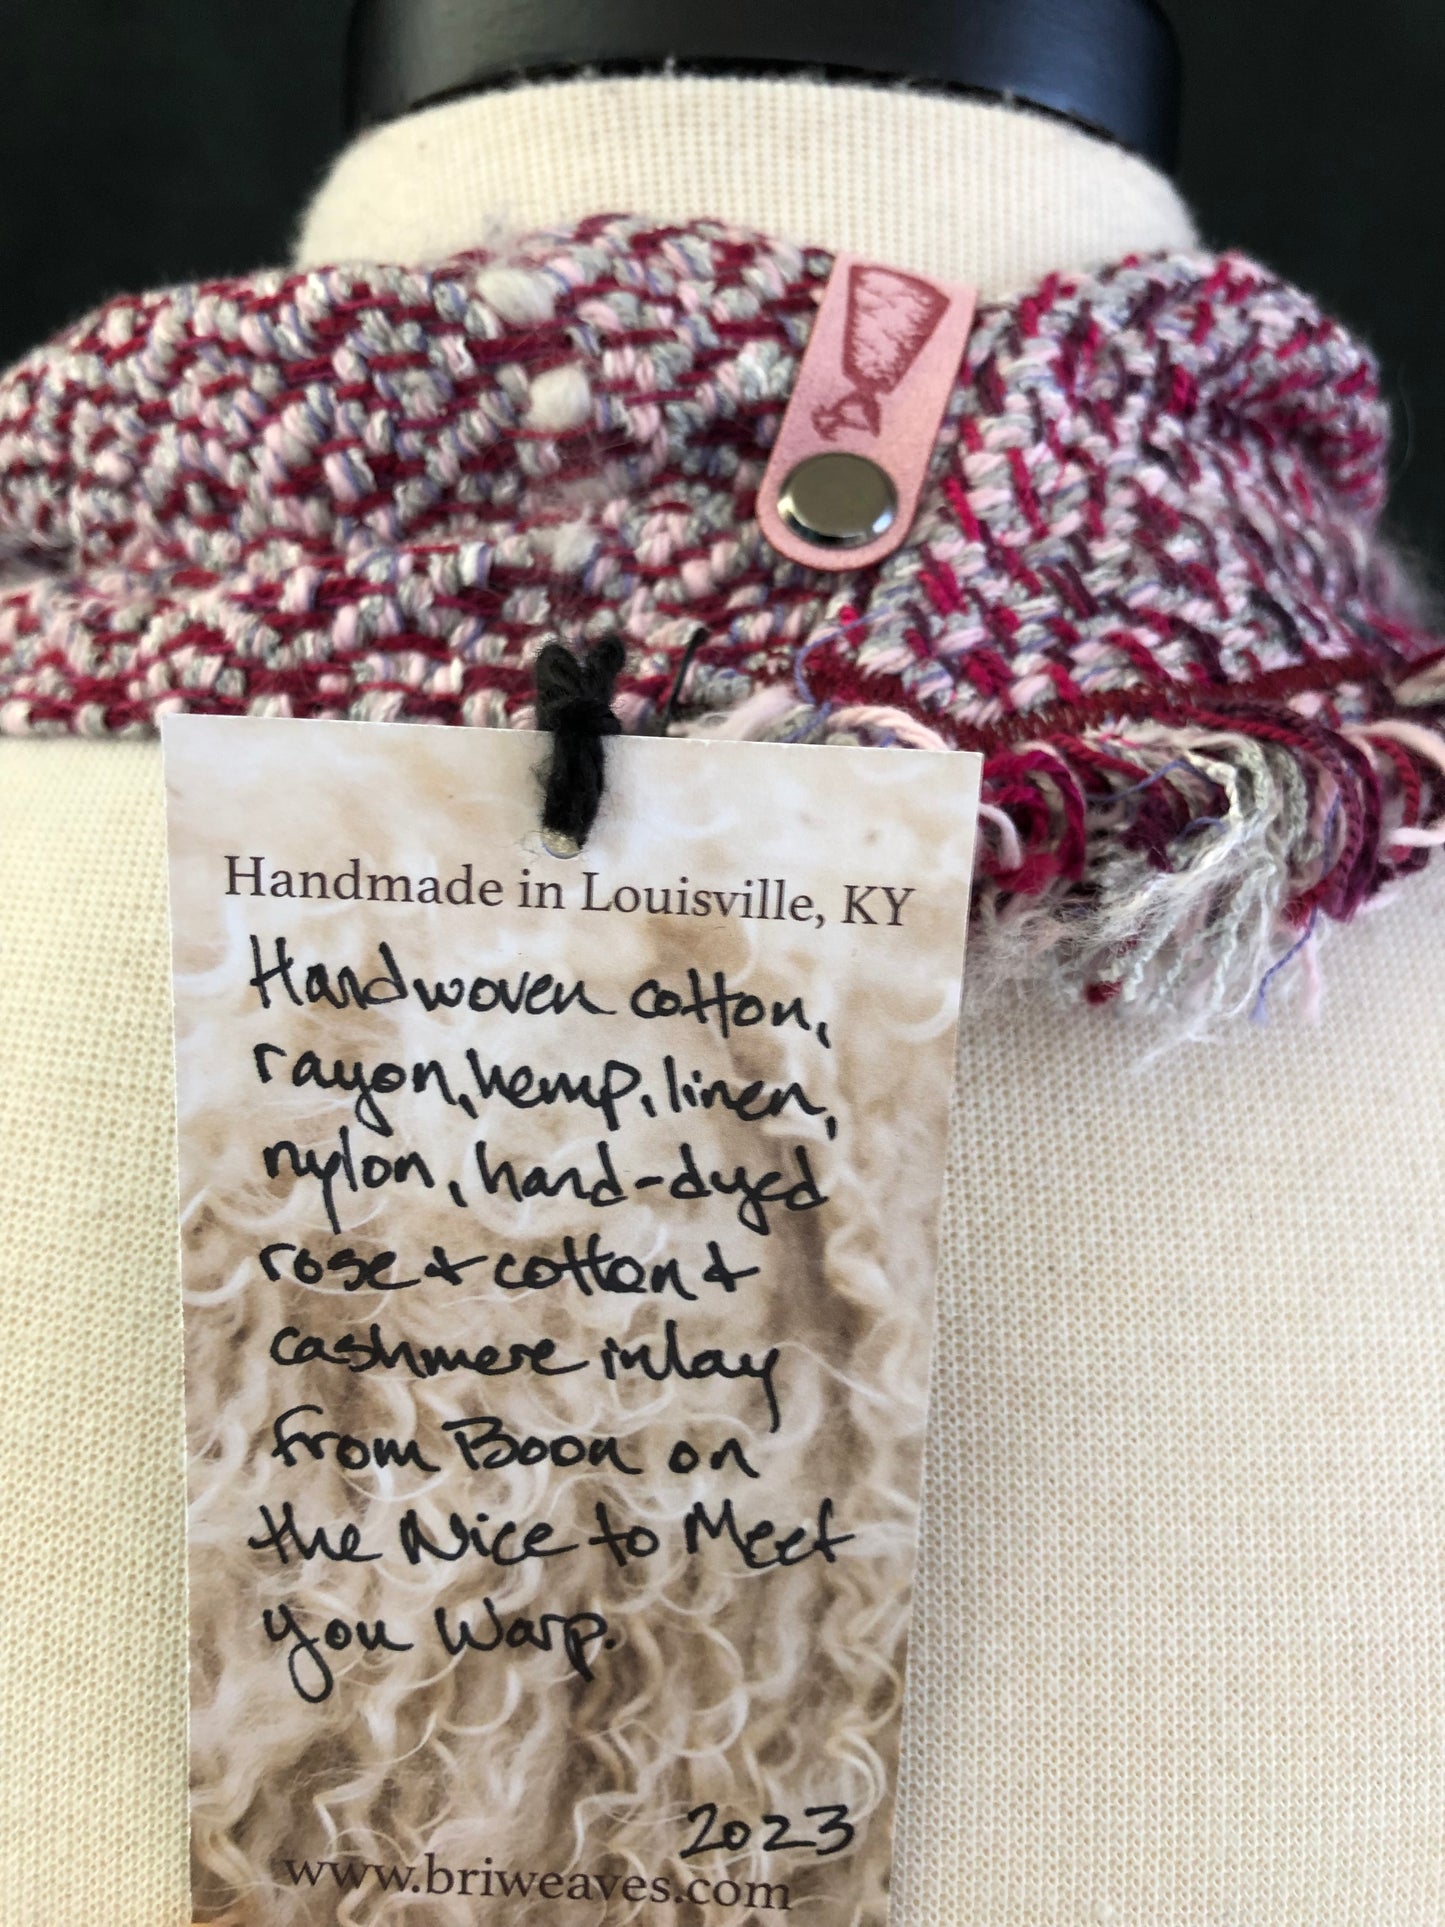 Handmade in Louisville, KY
Handwoven cotton,
rayon, hemp, linen,
nylon, hand-dyed
rose + cotton +
cashmere inlay
from Boon on
the Nice to Meet
you Warp.
2023
www.briweaves.com